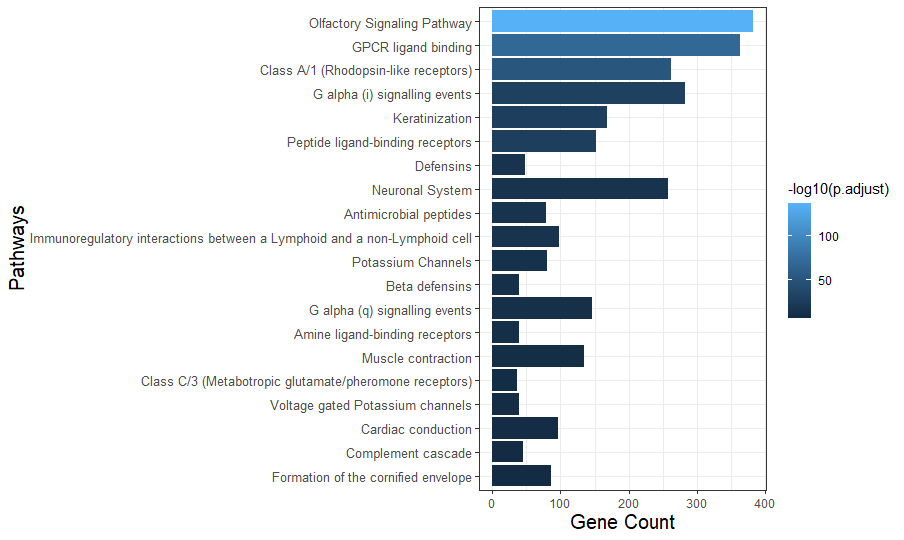 Olfactory Signaling Pathway
GPCR ligand binding
Class A/1 (Rhodopsin-like receptors)
G alpha (i) signalling events
Keratinization
Peptide ligand-binding receptors
Defensins
Neuronal System
Antimicrobial peptides
Immunoregulatory interactions between a Lymphoid and a non-Lymphoid cell
Potassium Channels
Beta defensins
G alpha (q) signalling events
Amine ligand-binding receptors
Muscle contraction
Class C/3 (Metabotropic glutamate/pheromone receptors)
Voltage gated Potassium channels
Cardiac conduction
Complement cascade
Formation of the cornified envelope
Pathways
0 100 200 300 400
Gene Count
-log10(p.adjust)
100
50